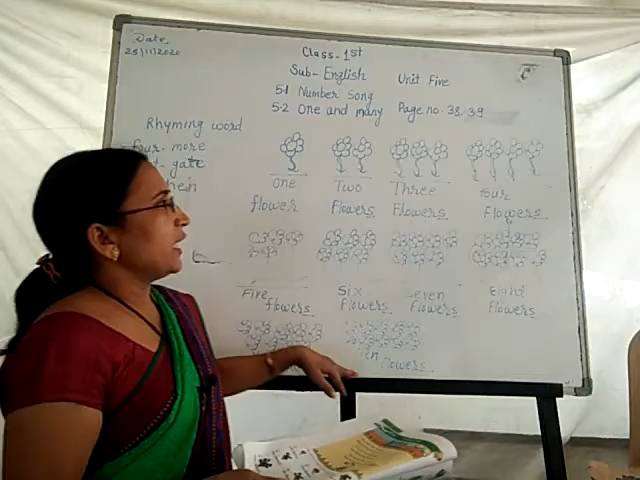 Date
25/11/2020
Class-1st
Sub-English Unit Five
5.1 Number Song
5.2 One and many Page no. 38/39
Rhyming word
four - more
gate
One Two Three four
flower Flowers Flowers Flowers
Five Six Eight
flowers Flowers Flowers Flowers
flowers